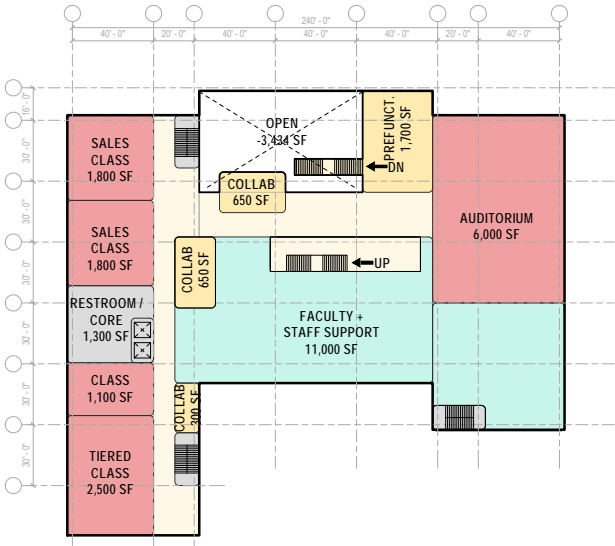 240' - 0"
40' - 0"
20' - 0"
40' - 0"
40' - 0"
40' - 0"
20' - 0"
40' - 0"
16' - 0"
30' - 0"
30' - 0"
30' - 0"
30' - 0"
30' - 0"
30' - 0"
SALES
CLASS
1,800 SF
OPEN
-3,434 SF
PREFUNCT.
1,700 SF
DN
COLLAB
650 SF
AUDITORIUM
6,000 SF
SALES
CLASS
1,800 SF
COLLAB
650 SF
UP
RESTROOM /
CORE
1,300 SF
FACULTY +
STAFF SUPPORT
11,000 SF
CLASS
1,100 SF
COLLAB
300 SF
TIERED
CLASS
2,500 SF